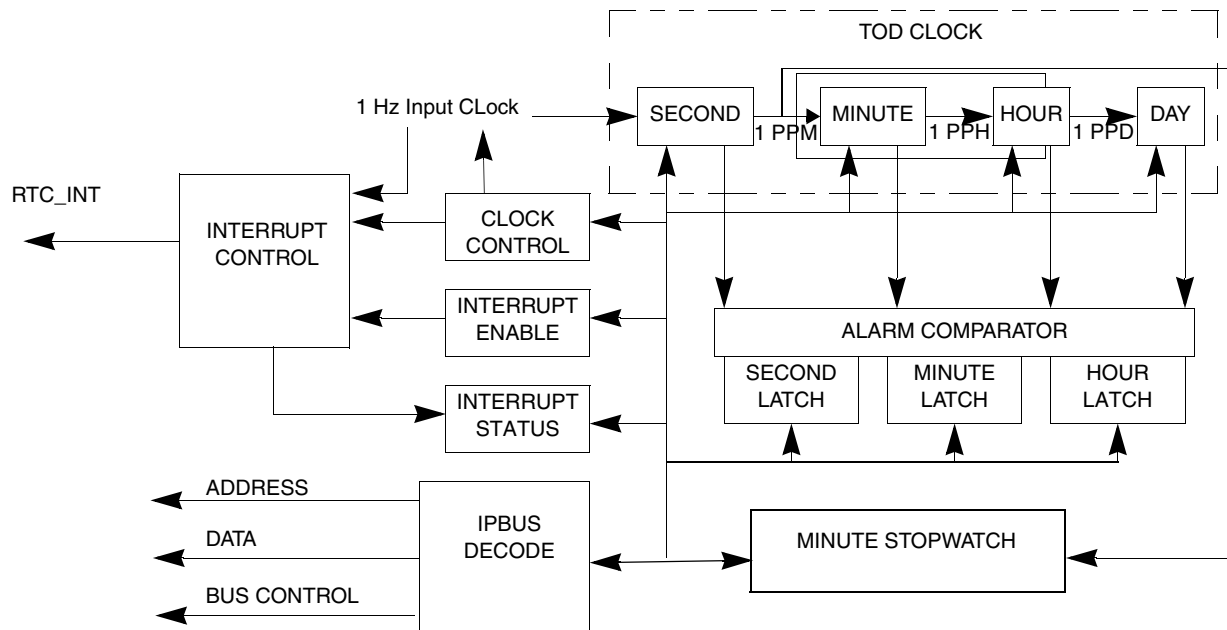 TOD CLOCK
1 Hz Input CLock
SECOND
MINUTE
HOUR
DAY
1 PPM
1 PPH
1 PPD
RTC_INT
INTERRUPT
CONTROL
CLOCK
CONTROL
INTERRUPT
ENABLE
ALARM COMPARATOR
SECOND
LATCH
MINUTE
LATCH
HOUR
LATCH
INTERRUPT
STATUS
ADDRESS
DATA
BUS CONTROL
IPBUS
DECODE
MINUTE STOPWATCH